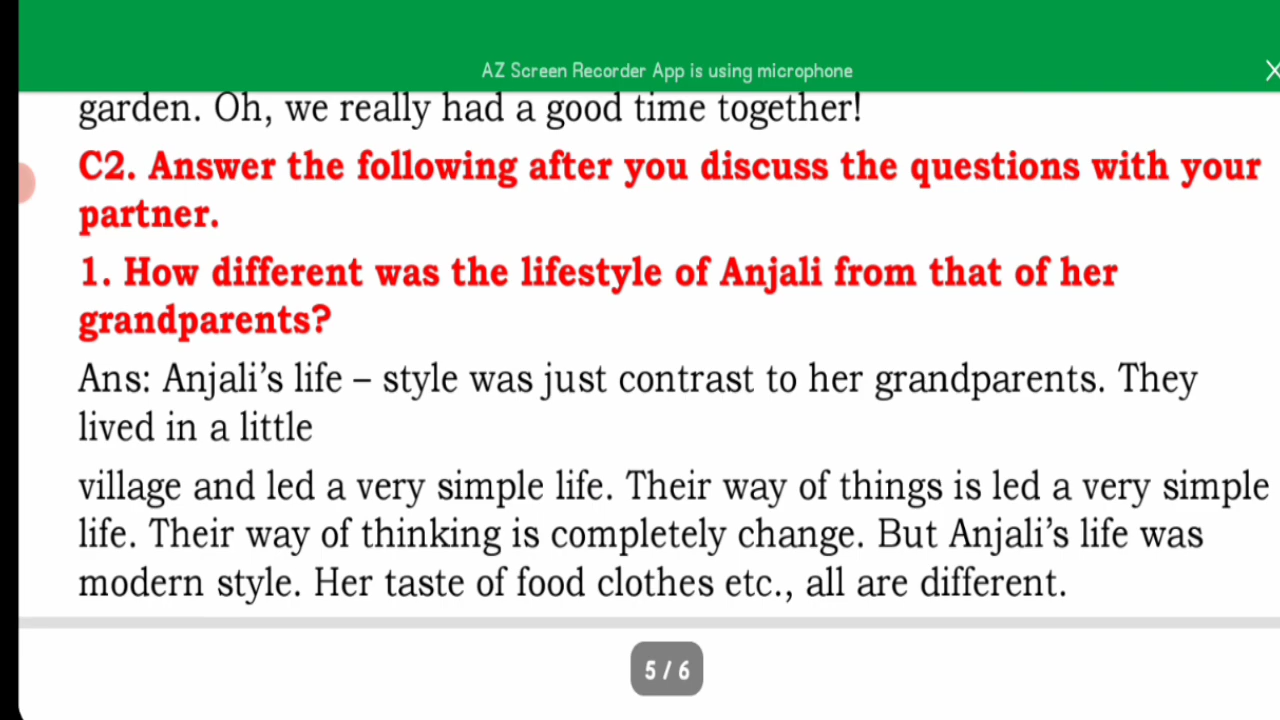 AZ Screen Recorder App is using microphone
garden. Oh, we really had a good time together!
C2. Answer the following after you discuss the questions with your
partner.
1. How different was the lifestyle of Anjali from that of her
grandparents?
Ans: Anjali's life – style was just contrast to her grandparents. They
lived in a little
village and led a very simple life. Their way of things is led a very simple
life. Their way of thinking is completely change. But Anjali's life was
modern style. Her taste of food clothes etc., all are different.
5 / 6